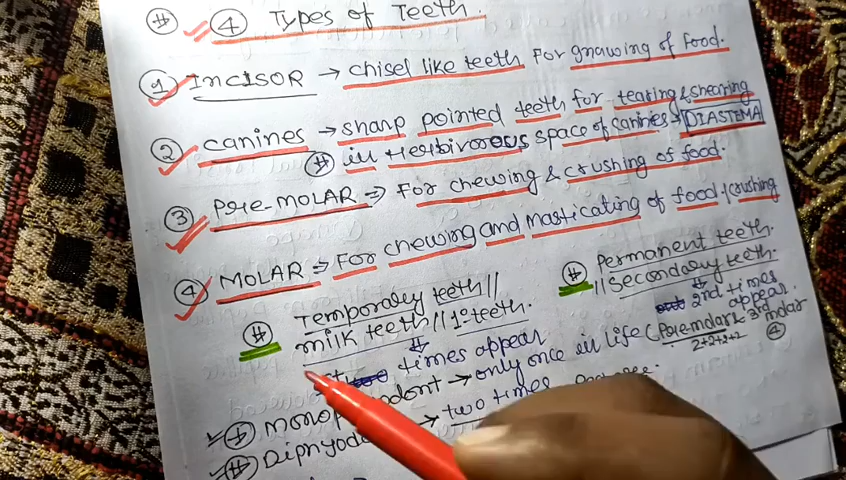 # ④ Types of Teeth
① INCISOR → chisel like teeth For gnawing of food.
② canines → sharp pointed teeth for tearing & shearing
# in Herbivorous space of canines → DIASTEMA
③ Pre-MOLAR → For chewing & crushing of food.
④ MOLAR → For chewing and masticating of food / crushing
# Temporary teeth //
milk teeth // 1° teeth.
times appear
# Permanent teeth.
// Secondary teeth.
2nd times
appear.
→ only once in life (Pre molar & 3rd molar
2+2+2+2 ④
# → two times